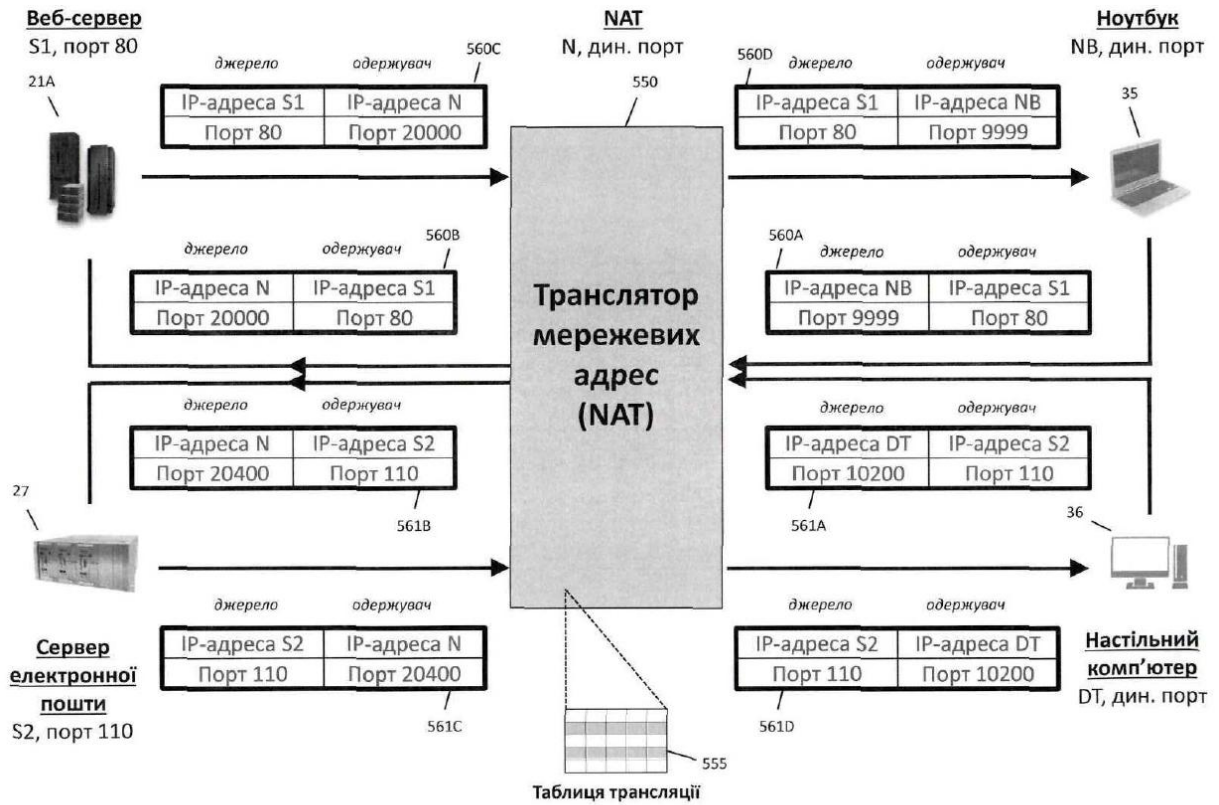 Веб-сервер
S1, порт 80
21A
джерело одержувач
560C
IP-адреса S1 IP-адреса N
Порт 80 Порт 20000
NAT
N, дин. порт
550
560D
джерело одержувач
IP-адреса S1 IP-адреса NB
Порт 80 Порт 9999
Ноутбук
NB, дин. порт
35
джерело одержувач
560B
IP-адреса N IP-адреса S1
Порт 20000 Порт 80
560A
джерело одержувач
IP-адреса NB IP-адреса S1
Порт 9999 Порт 80
Транслятор
мережевих
адрес
(NAT)
джерело одержувач
IP-адреса N IP-адреса S2
Порт 20400 Порт 110
561B
джерело одержувач
IP-адреса DT IP-адреса S2
Порт 10200 Порт 110
561A
27
36
Сервер
електронної
пошти
S2, порт 110
джерело одержувач
IP-адреса S2 IP-адреса N
Порт 110 Порт 20400
561C
джерело одержувач
IP-адреса S2 IP-адреса DT
Порт 110 Порт 10200
561D
Настільний
комп’ютер
DT, дин. порт
555
Таблиця трансляції